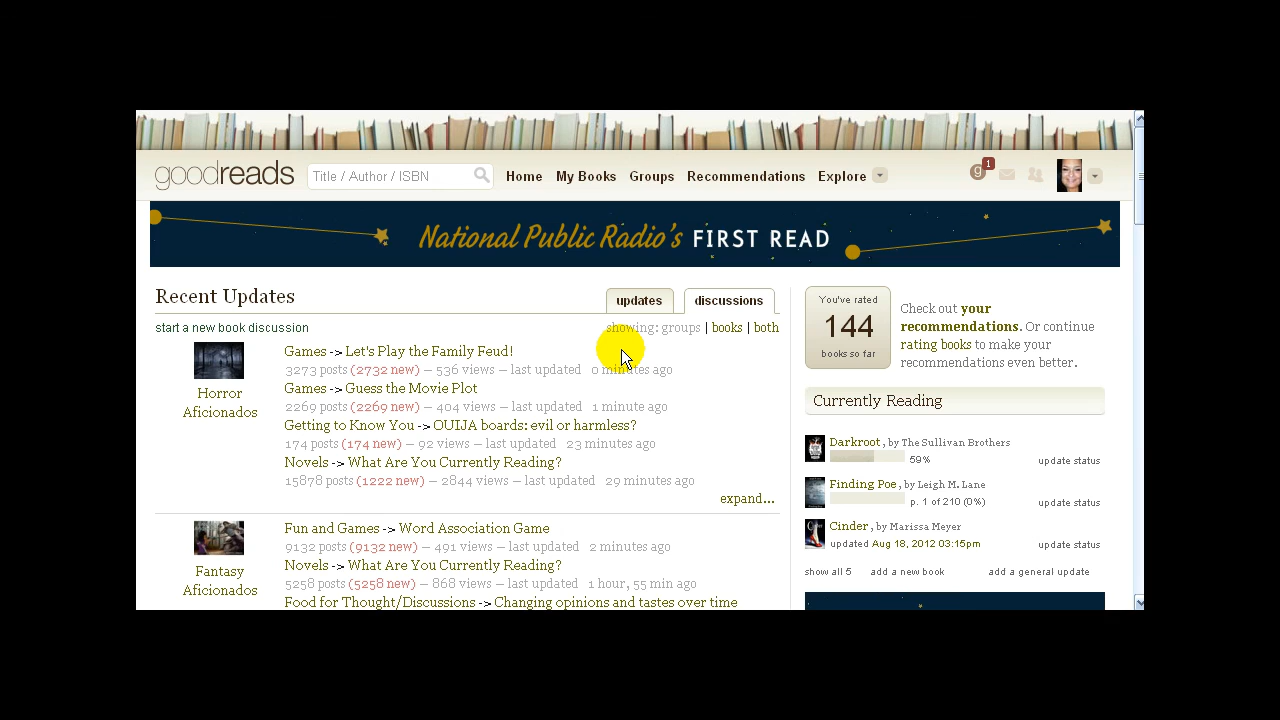 goodreads
Title / Author / ISBN
Home My Books Groups Recommendations Explore
g 1
National Public Radio's FIRST READ
Recent Updates
updates discussions
start a new book discussion
showing: groups | books | both
Games -> Let's Play the Family Feud!
3273 posts (2732 new) — 536 views — last updated 0 minutes ago
Games -> Guess the Movie Plot
2269 posts (2269 new) — 404 views — last updated 1 minute ago
Getting to Know You -> OUIJA boards: evil or harmless?
174 posts (174 new) — 92 views — last updated 23 minutes ago
Novels -> What Are You Currently Reading?
15878 posts (1222 new) — 2844 views — last updated 29 minutes ago
Horror
Aficionados
expand...
Fun and Games -> Word Association Game
9132 posts (9132 new) — 491 views — last updated 2 minutes ago
Novels -> What Are You Currently Reading?
5258 posts (5258 new) — 868 views — last updated 1 hour, 55 min ago
Food for Thought/Discussions -> Changing opinions and tastes over time
Fantasy
Aficionados
You've rated
144
books so far
Check out your
recommendations. Or continue
rating books to make your
recommendations even better.
Currently Reading
Darkroot , by The Sullivan Brothers
59% update status
Finding Poe , by Leigh M. Lane
p. 1 of 210 (0%) update status
Cinder , by Marissa Meyer
updated Aug 18, 2012 03:15pm update status
show all 5 add a new book add a general update